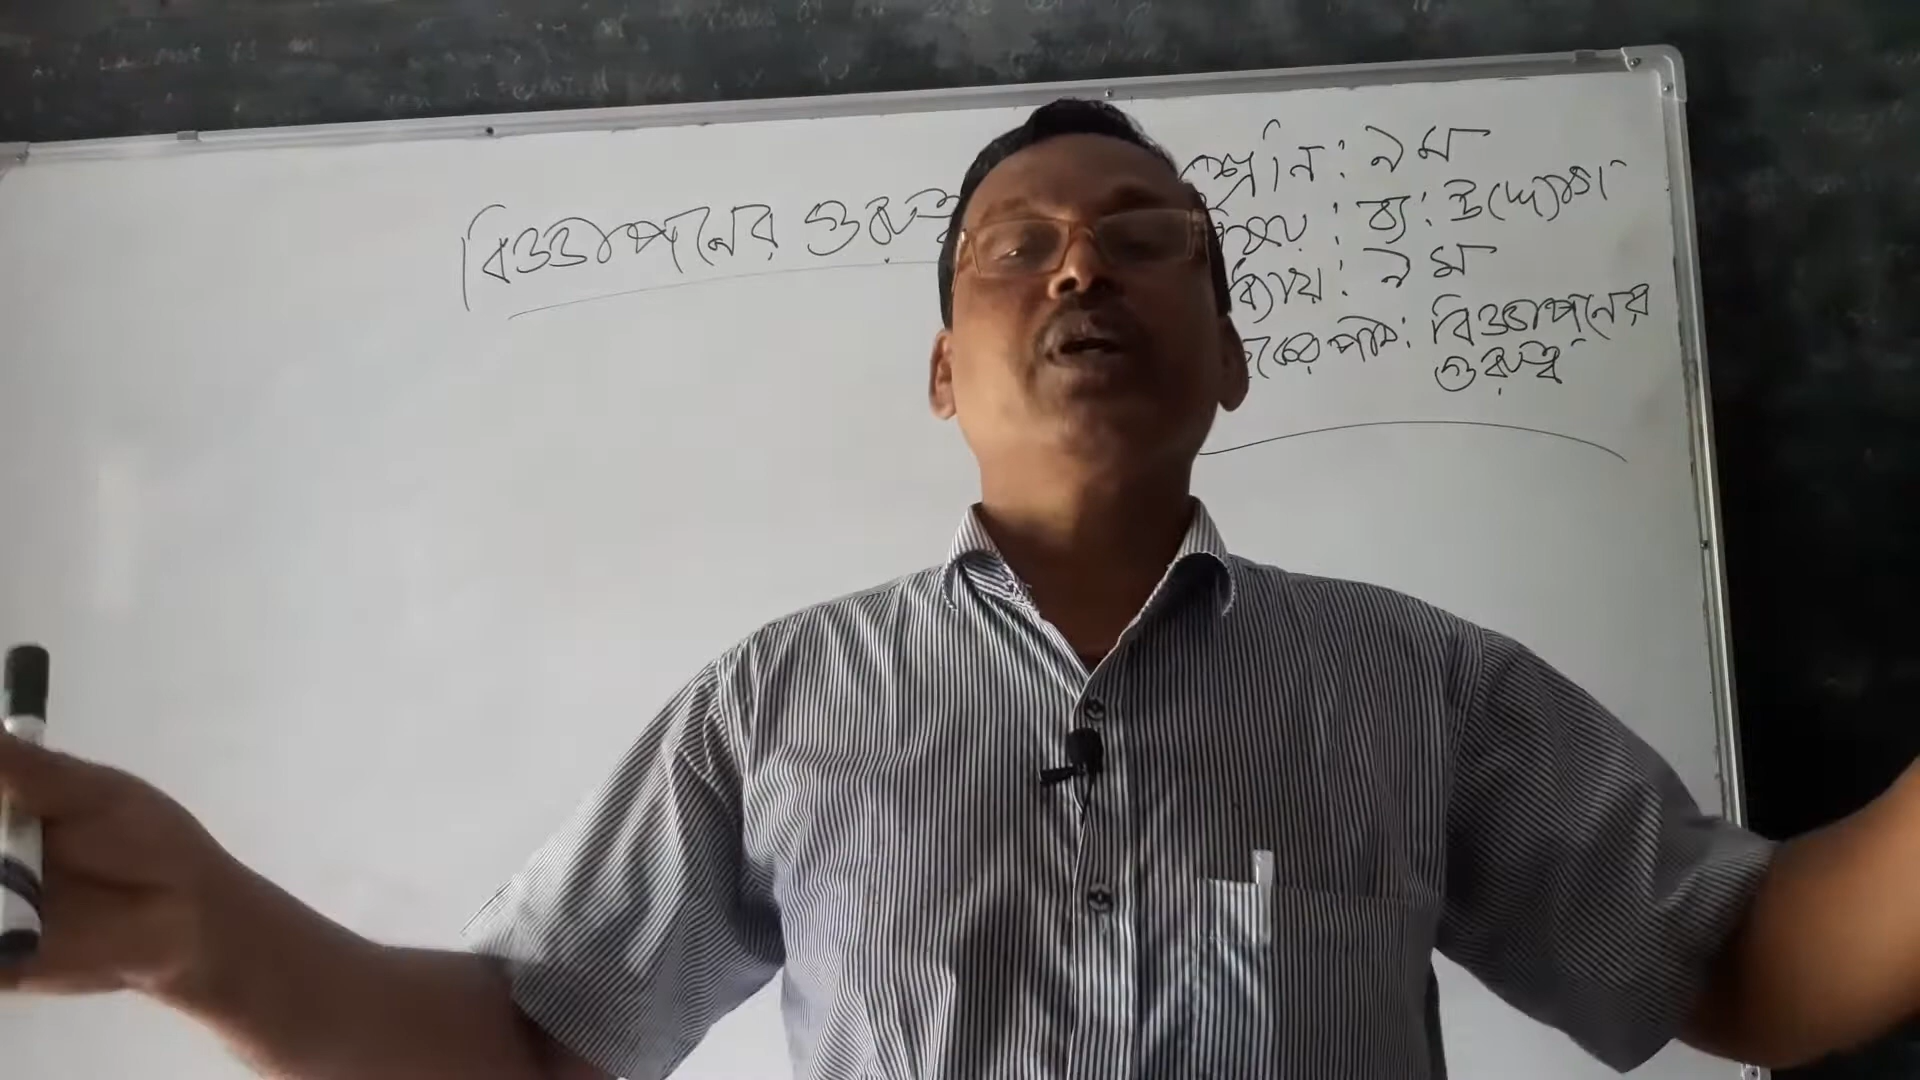 বিজ্ঞাপনের গুরুত্ব
শ্রেনি: ৯ম
বিষয়: ব্য: উদ্যোগ
অধ্যায়: ৯ম
পাঠ: বিজ্ঞাপনের
গুরুত্ব